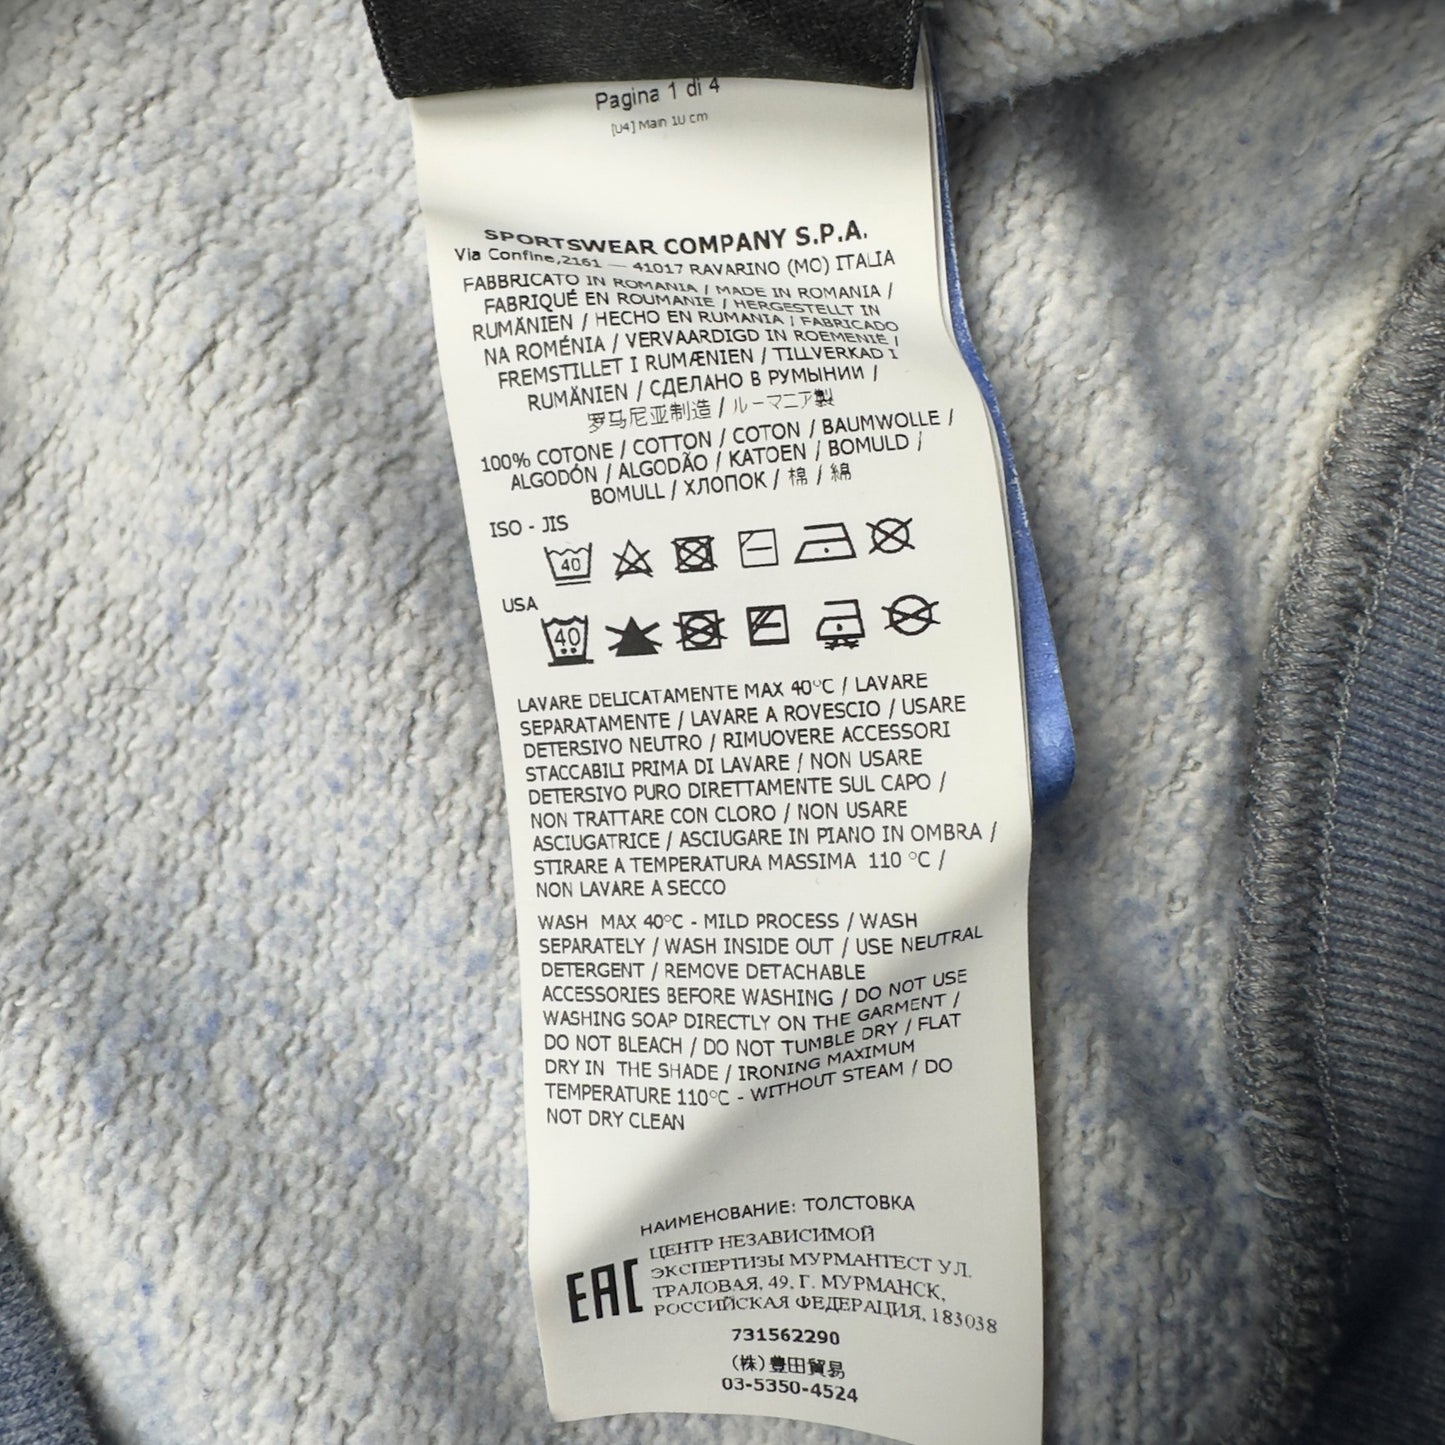 Pagina 1 di 4
[U4] Main 10 cm
SPORTSWEAR COMPANY S.P.A.
Via Confine,2161 — 41017 RAVARINO (MO) ITALIA
FABBRICATO IN ROMANIA / MADE IN ROMANIA /
FABRIQUÉ EN ROUMANIE / HERGESTELLT IN
RUMÄNIEN / HECHO EN RUMANIA / FABRICADO
NA ROMÉNIA / VERVAARDIGD IN ROEMENIË /
FREMSTILLET I RUMÆNIEN / TILLVERKAD I
RUMÄNIEN / СДЕЛАНО В РУМЫНИИ /
罗马尼亚制造 / ルーマニア製
100% COTONE / COTTON / COTON / BAUMWOLLE /
ALGODÓN / ALGODÃO / KATOEN / BOMULD /
BOMULL / ХЛОПОК / 棉 / 綿
ISO - JIS
40
USA
40
LAVARE DELICATAMENTE MAX 40°C / LAVARE
SEPARATAMENTE / LAVARE A ROVESCIO / USARE
DETERSIVO NEUTRO / RIMUOVERE ACCESSORI
STACCABILI PRIMA DI LAVARE / NON USARE
DETERSIVO PURO DIRETTAMENTE SUL CAPO /
NON TRATTARE CON CLORO / NON USARE
ASCIUGATRICE / ASCIUGARE IN PIANO IN OMBRA /
STIRARE A TEMPERATURA MASSIMA 110 °C /
NON LAVARE A SECCO
WASH MAX 40°C - MILD PROCESS / WASH
SEPARATELY / WASH INSIDE OUT / USE NEUTRAL
DETERGENT / REMOVE DETACHABLE
ACCESSORIES BEFORE WASHING / DO NOT USE
WASHING SOAP DIRECTLY ON THE GARMENT /
DO NOT BLEACH / DO NOT TUMBLE DRY / FLAT
DRY IN THE SHADE / IRONING MAXIMUM
TEMPERATURE 110°C - WITHOUT STEAM / DO
NOT DRY CLEAN
НАИМЕНОВАНИЕ: ТОЛСТОВКА
ЦЕНТР НЕЗАВИСИМОЙ
ЭКСПЕРТИЗЫ МУРМАНТЕСТ УЛ.
ТРАЛОВАЯ, 49, Г. МУРМАНСК,
РОССИЙСКАЯ ФЕДЕРАЦИЯ, 183038
EAC
731562290
(株)豊田貿易
03-5350-4524